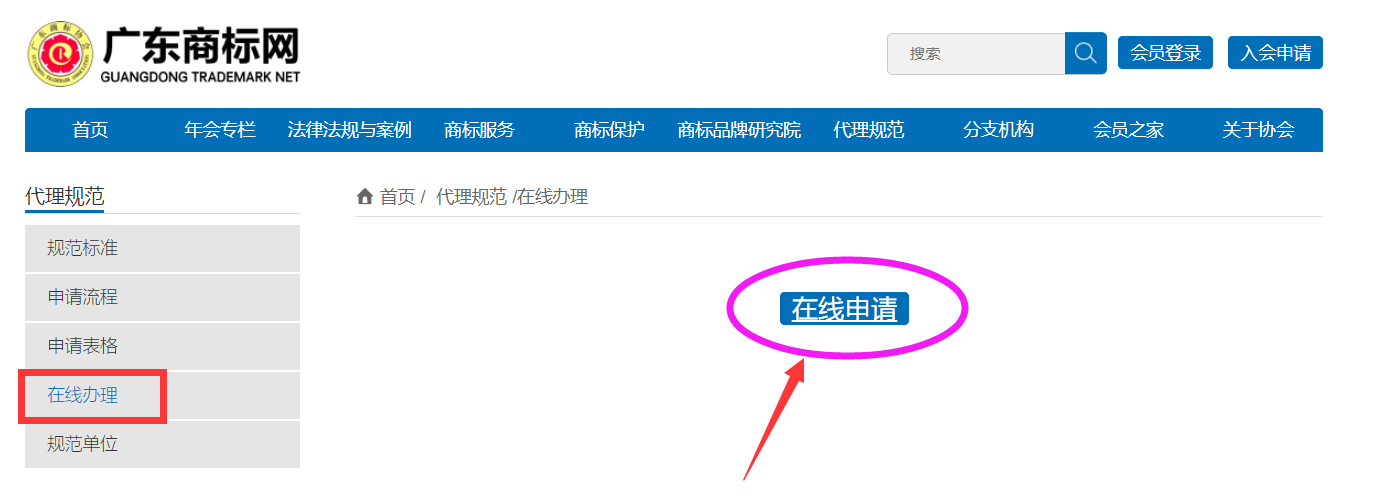 广东商标网
GUANGDONG TRADEMARK NET
搜索
会员登录
入会申请
首页 年会专栏 法律法规与案例 商标服务 商标保护 商标品牌研究院 代理规范 分支机构 会员之家 关于协会
代理规范
首页 / 代理规范 /在线办理
规范标准
申请流程
申请表格
在线办理
规范单位
在线申请